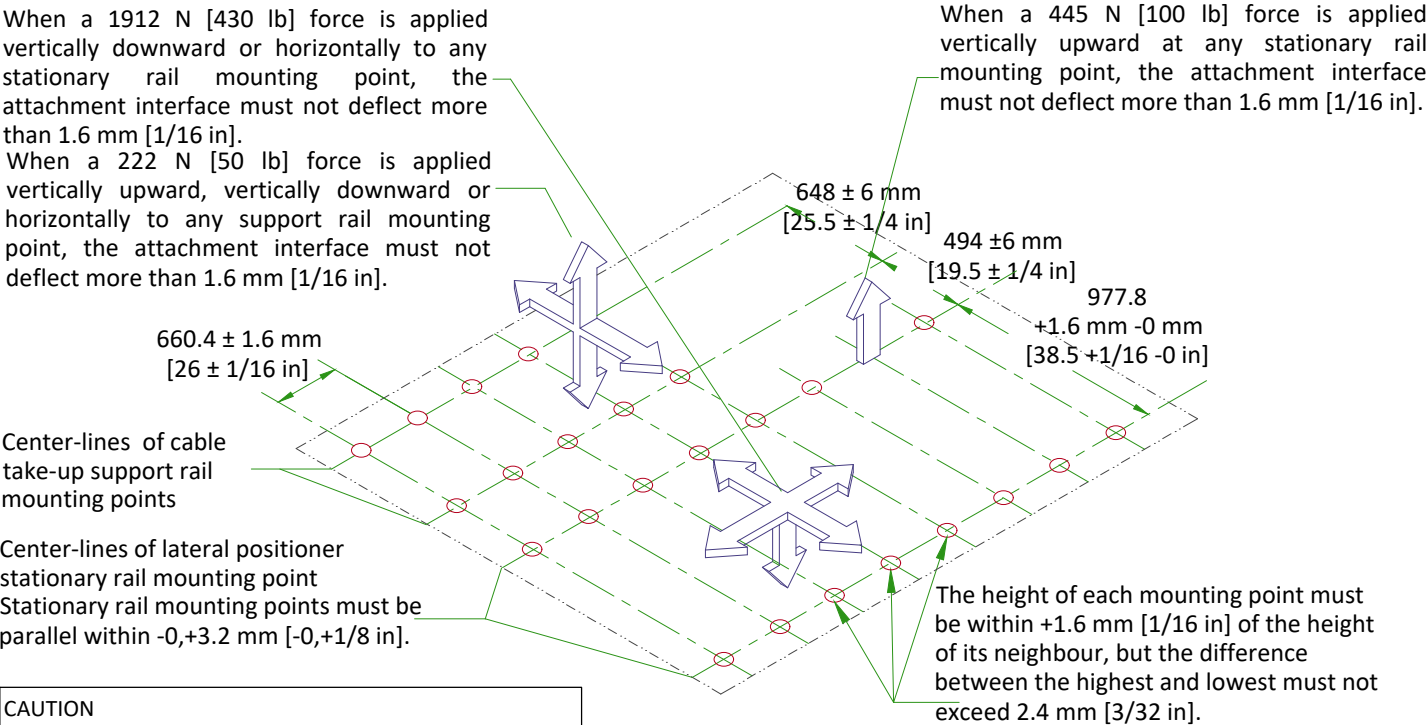 When a 1912 N [430 lb] force is applied
vertically downward or horizontally to any
stationary rail mounting point, the
attachment interface must not deflect more
than 1.6 mm [1/16 in].
When a 222 N [50 lb] force is applied
vertically upward, vertically downward or
horizontally to any support rail mounting
point, the attachment interface must not
deflect more than 1.6 mm [1/16 in].
When a 445 N [100 lb] force is applied
vertically upward at any stationary rail
mounting point, the attachment interface
must not deflect more than 1.6 mm [1/16 in].
648 ± 6 mm
[25.5 ± 1/4 in]
494 ±6 mm
[19.5 ± 1/4 in]
977.8
+1.6 mm -0 mm
[38.5 +1/16 -0 in]
660.4 ± 1.6 mm
[26 ± 1/16 in]
Center-lines of cable
take-up support rail
mounting points
Center-lines of lateral positioner
stationary rail mounting point
Stationary rail mounting points must be
parallel within -0,+3.2 mm [-0,+1/8 in].
The height of each mounting point must
be within +1.6 mm [1/16 in] of the height
of its neighbour, but the difference
between the highest and lowest must not
exceed 2.4 mm [3/32 in].
CAUTION